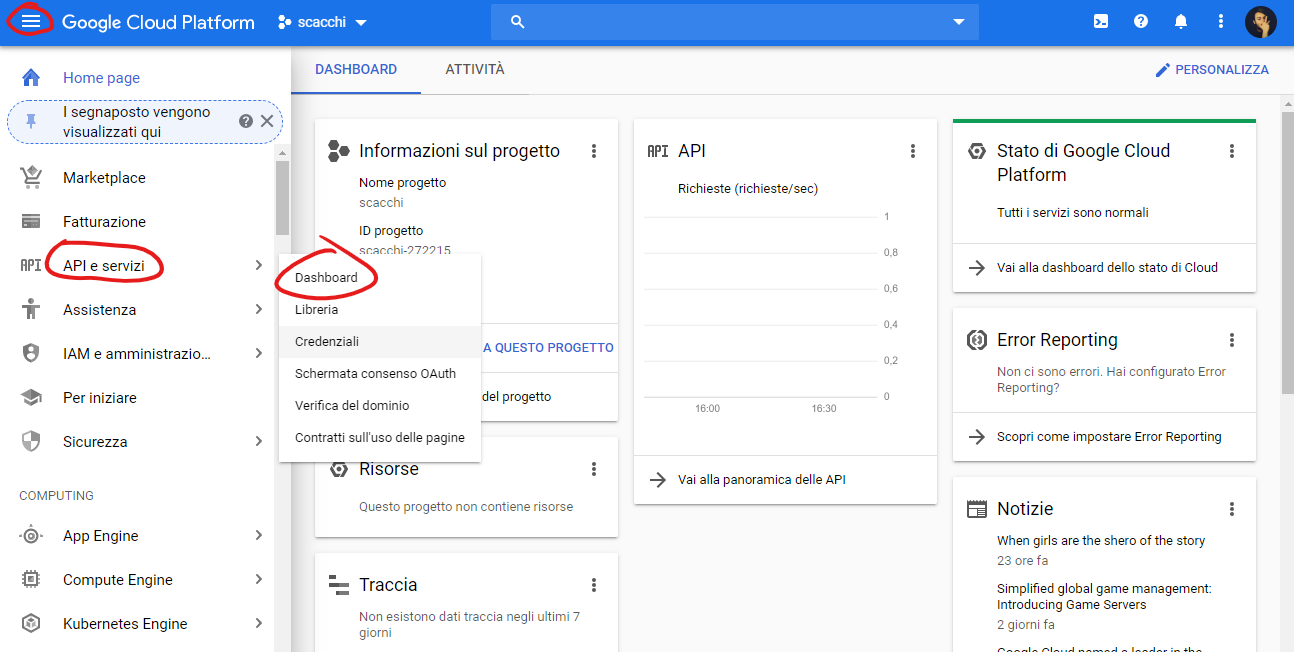 Google Cloud Platform
scacchi
Home page
I segnaposto vengono
visualizzati qui
Marketplace
Fatturazione
API
API e servizi
Assistenza
IAM e amministrazio...
Per iniziare
Sicurezza
COMPUTING
App Engine
Compute Engine
Kubernetes Engine
Dashboard
Libreria
Credenziali
Schermata consenso OAuth
Verifica del dominio
Contratti sull'uso delle pagine
DASHBOARD
ATTIVITÀ
PERSONALIZZA
Informazioni sul progetto
Nome progetto
scacchi
ID progetto
scacchi-272215
A QUESTO PROGETTO
del progetto
Risorse
Questo progetto non contiene risorse
Traccia
Non esistono dati traccia negli ultimi 7
giorni
API
API
Richieste (richieste/sec)
1
0,8
0,6
0,4
0,2
0
16:00
16:30
Vai alla panoramica delle API
Stato di Google Cloud
Platform
Tutti i servizi sono normali
Vai alla dashboard dello stato di Cloud
Error Reporting
Non ci sono errori. Hai configurato Error
Reporting?
Scopri come impostare Error Reporting
Notizie
When girls are the shero of the story
23 ore fa
Simplified global game management:
Introducing Game Servers
2 giorni fa
Google Cloud named a leader in the